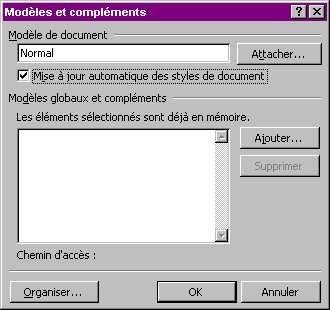 Modèles et compléments
Modèle de document
Normal
Attacher...
Mise à jour automatique des styles de document
Modèles globaux et compléments
Les éléments sélectionnés sont déjà en mémoire.
Ajouter...
Supprimer
Chemin d'accès :
Organiser...
OK
Annuler